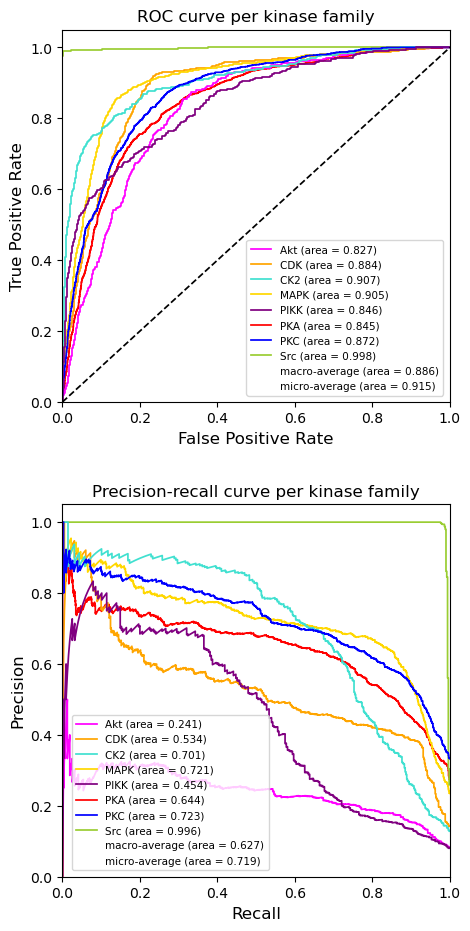 ROC curve per kinase family
1.0
0.8
0.6
0.4
0.2
0.0
True Positive Rate
Akt (area = 0.827)
CDK (area = 0.884)
CK2 (area = 0.907)
MAPK (area = 0.905)
PIKK (area = 0.846)
PKA (area = 0.845)
PKC (area = 0.872)
Src (area = 0.998)
macro-average (area = 0.886)
micro-average (area = 0.915)
0.0 0.2 0.4 0.6 0.8 1.0
False Positive Rate
Precision-recall curve per kinase family
1.0
0.8
0.6
0.4
0.2
0.0
Precision
Akt (area = 0.241)
CDK (area = 0.534)
CK2 (area = 0.701)
MAPK (area = 0.721)
PIKK (area = 0.454)
PKA (area = 0.644)
PKC (area = 0.723)
Src (area = 0.996)
macro-average (area = 0.627)
micro-average (area = 0.719)
0.0 0.2 0.4 0.6 0.8 1.0
Recall